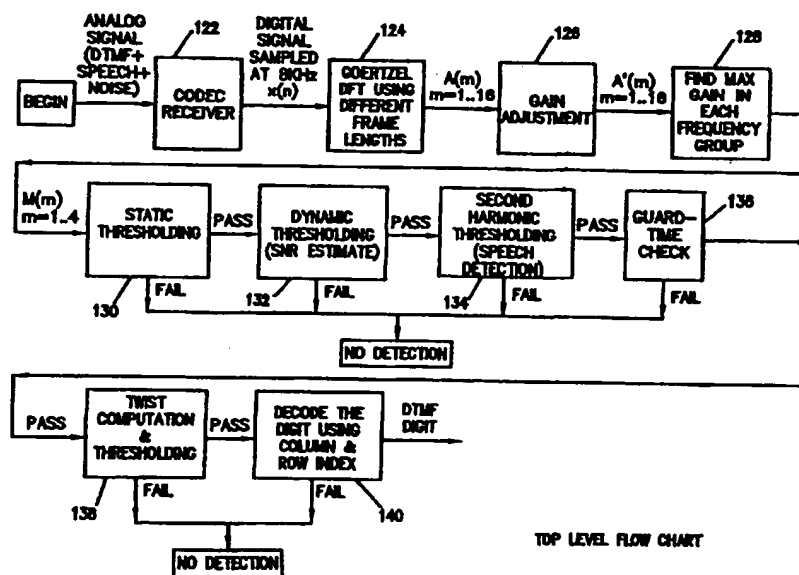 ANALOG
SIGNAL
(DTMF+
SPEECH+
NOISE)
BEGIN
122
CODEC
RECEIVER
DIGITAL
SIGNAL
SAMPLED
AT 8KHz
x(n)
124
GOERTZEL
DFT USING
DIFFERENT
FRAME
LENGTHS
A(m)
m=1..16
126
GAIN
ADJUSTMENT
A'(m)
m=1..16
128
FIND MAX
GAIN IN
EACH
FREQUENCY
GROUP
M(m)
m=1..4
STATIC
THRESHOLDING
130
PASS
FAIL
DYNAMIC
THRESHOLDING
(SNR ESTIMATE)
132
PASS
FAIL
SECOND
HARMONIC
THRESHOLDING
(SPEECH
DETECTION)
134
PASS
FAIL
GUARD-
TIME
CHECK
136
FAIL
NO DETECTION
PASS
TWIST
COMPUTATION
&
THRESHOLDING
138
PASS
FAIL
DECODE THE
DIGIT USING
COLUMN &
ROW INDEX
140
FAIL
DTMF
DIGIT
NO DETECTION
TOP LEVEL FLOW CHART